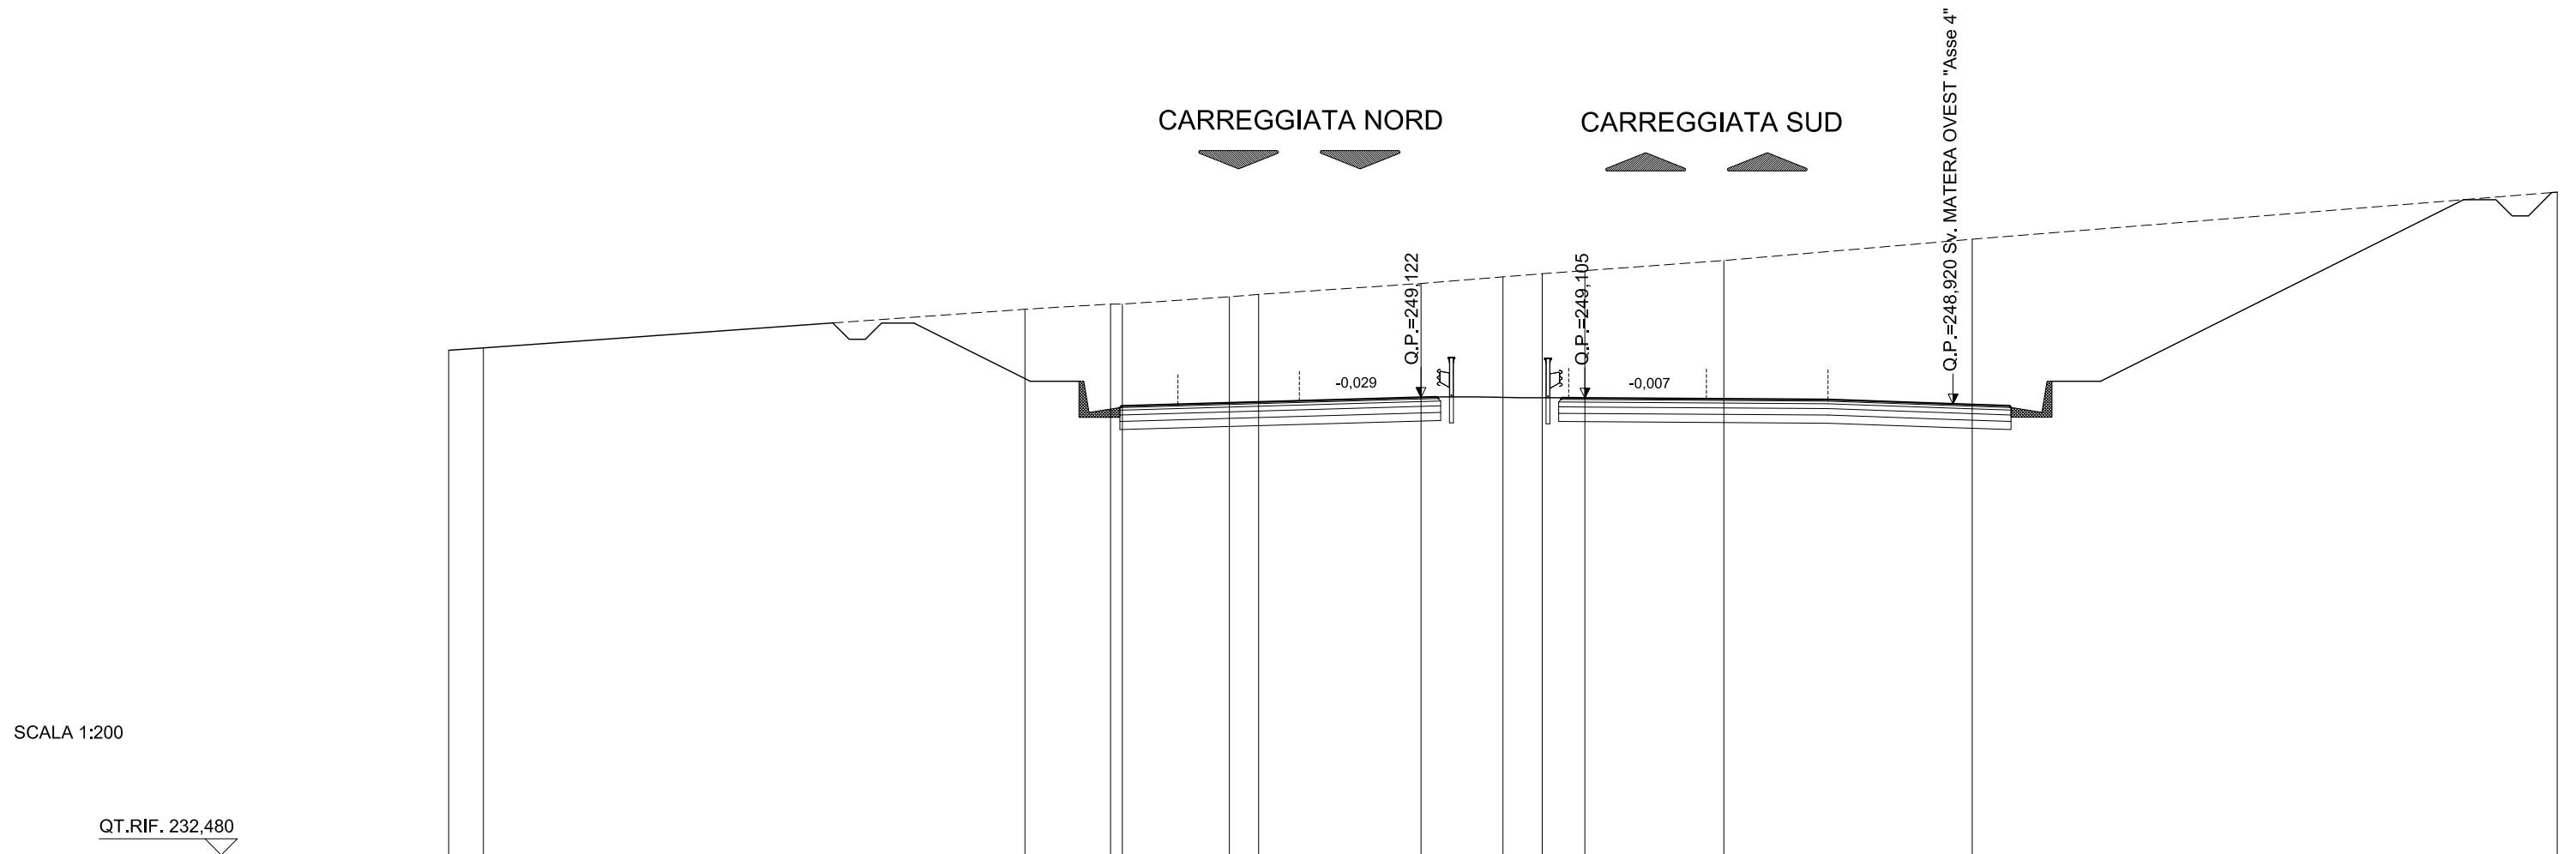 CARREGGIATA NORD
CARREGGIATA SUD
Q.P.=249,122
Q.P.=249,105
Q.P.=248,920 Sv. MATERA OVEST "Asse 4"
-0,029
-0,007
SCALA 1:200
QT.RIF. 232,480